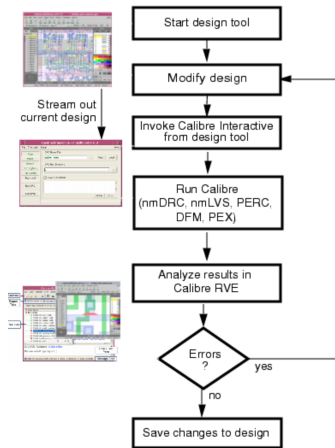 Start design tool
Modify design
Stream out
current design
Invoke Calibre Interactive
from design tool
Run Calibre
(nmDRC, nmLVS, PERC,
DFM, PEX)
Analyze results in
Calibre RVE
Errors
?
yes
no
Save changes to design